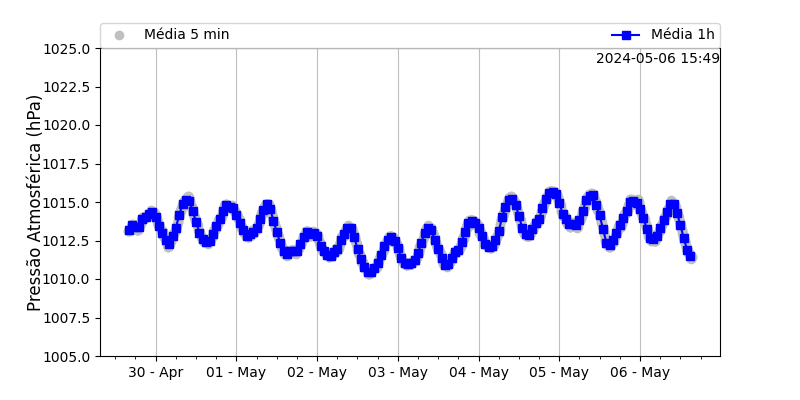 Média 5 min
Média 1h
2024-05-06 15:49
Pressão Atmosférica (hPa)
1025.0
1022.5
1020.0
1017.5
1015.0
1012.5
1010.0
1007.5
1005.0
30 - Apr
01 - May
02 - May
03 - May
04 - May
05 - May
06 - May